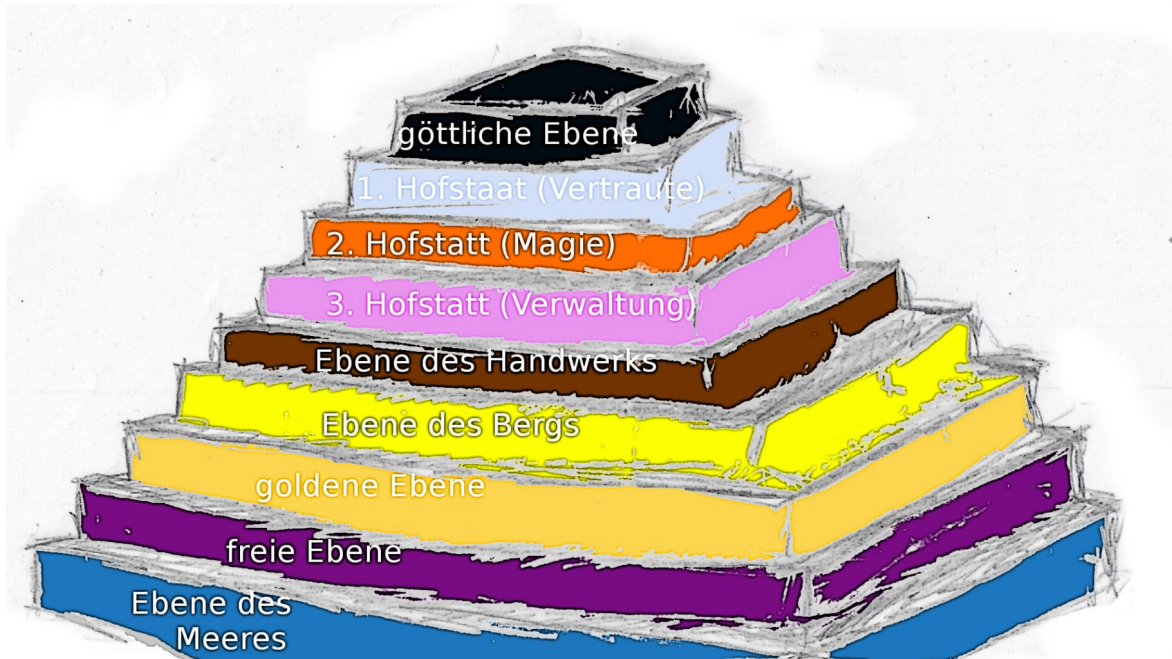 göttliche Ebene
1. Hofstaat (Vertraute)
2. Hofstatt (Magie)
3. Hofstatt (Verwaltung)
Ebene des Handwerks
Ebene des Bergs
goldene Ebene
freie Ebene
Ebene des
Meeres